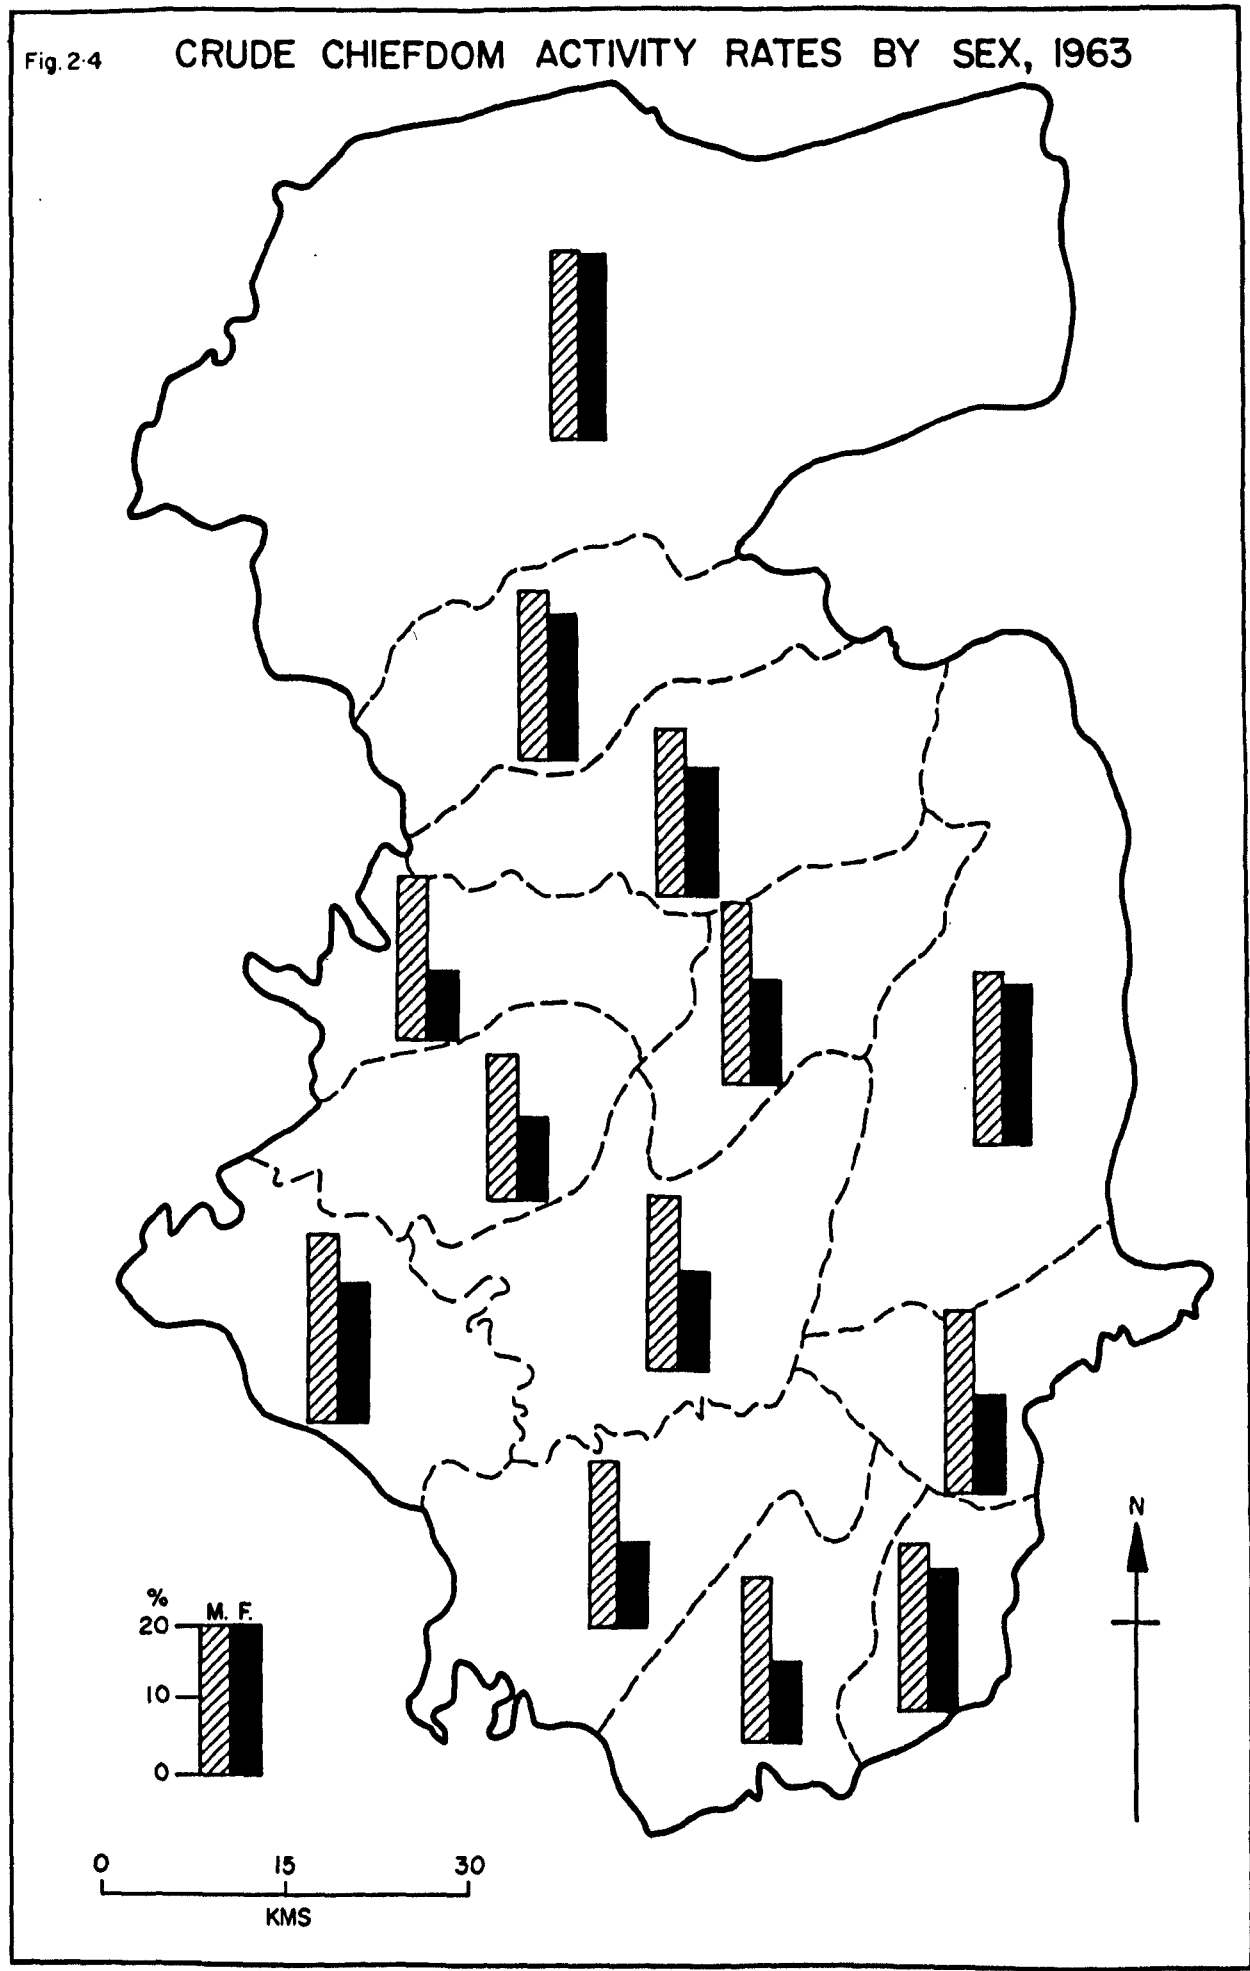 Fig. 2·4
CRUDE CHIEFDOM ACTIVITY RATES BY SEX, 1963
N
%
M. F.
20
10
0
0 15 30
KMS